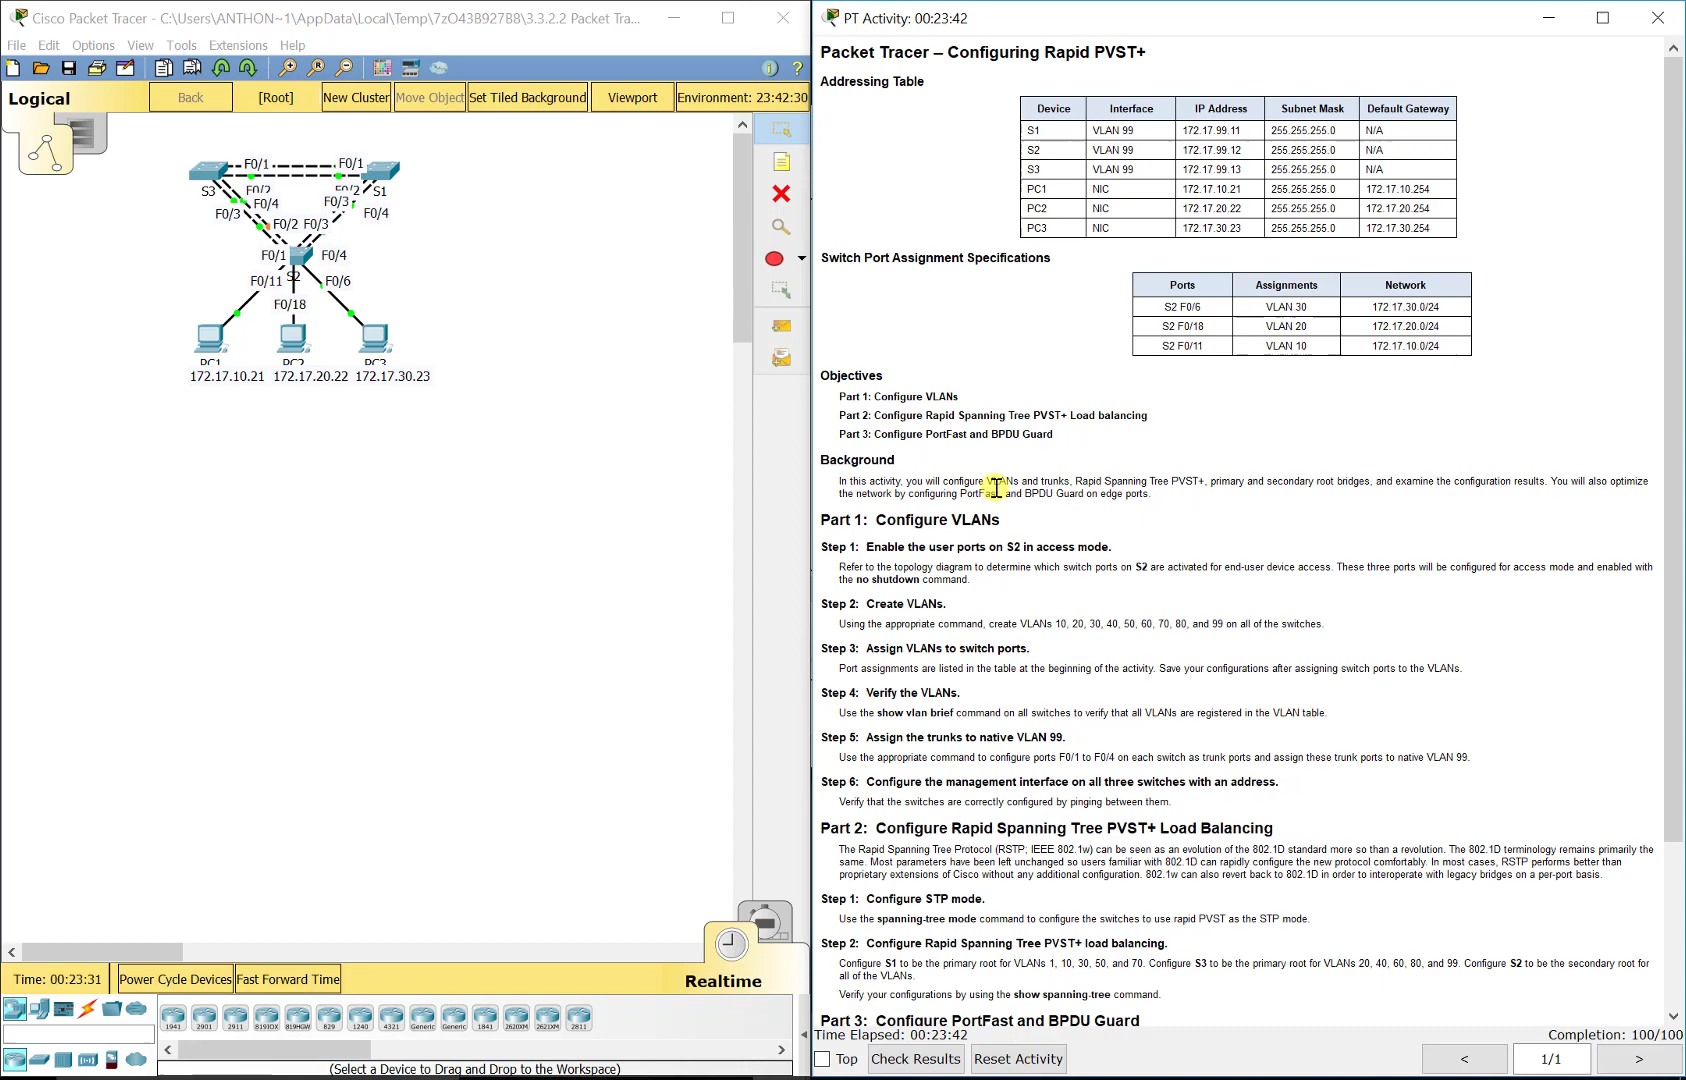 Cisco Packet Tracer - C:\Users\ANTHON~1\AppData\Local\Temp\7zO43B927B8\3.3.2.2 Packet Tra...
File Edit Options View Tools Extensions Help
Logical
Back
[Root]
New Cluster
Move Object
Set Tiled Background
Viewport
Environment: 23:42:30
F0/1 F0/1
S3 F0/2 F0/2 S1
F0/4 F0/3
F0/3 F0/4
F0/2 F0/3
F0/1 F0/4
S2
F0/11 F0/6
F0/18
PC1 PC2 PC3
172.17.10.21 172.17.20.22 172.17.30.23
Time: 00:23:31
Power Cycle Devices
Fast Forward Time
Realtime
1941 2901 2911 819IOX 819HGW 829 1240 4321 Generic Generic 1841 2620XM 2621XM 2811
(Select a Device to Drag and Drop to the Workspace)
PT Activity: 00:23:42
Packet Tracer – Configuring Rapid PVST+
Addressing Table
Device Interface IP Address Subnet Mask Default Gateway
S1 VLAN 99 172.17.99.11 255.255.255.0 N/A
S2 VLAN 99 172.17.99.12 255.255.255.0 N/A
S3 VLAN 99 172.17.99.13 255.255.255.0 N/A
PC1 NIC 172.17.10.21 255.255.255.0 172.17.10.254
PC2 NIC 172.17.20.22 255.255.255.0 172.17.20.254
PC3 NIC 172.17.30.23 255.255.255.0 172.17.30.254
Switch Port Assignment Specifications
Ports Assignments Network
S2 F0/6 VLAN 30 172.17.30.0/24
S2 F0/18 VLAN 20 172.17.20.0/24
S2 F0/11 VLAN 10 172.17.10.0/24
Objectives
Part 1: Configure VLANs
Part 2: Configure Rapid Spanning Tree PVST+ Load balancing
Part 3: Configure PortFast and BPDU Guard
Background
In this activity, you will configure VLANs and trunks, Rapid Spanning Tree PVST+, primary and secondary root bridges, and examine the configuration results. You will also optimize
the network by configuring PortFast, and BPDU Guard on edge ports.
Part 1: Configure VLANs
Step 1: Enable the user ports on S2 in access mode.
Refer to the topology diagram to determine which switch ports on S2 are activated for end-user device access. These three ports will be configured for access mode and enabled with
the no shutdown command.
Step 2: Create VLANs.
Using the appropriate command, create VLANs 10, 20, 30, 40, 50, 60, 70, 80, and 99 on all of the switches.
Step 3: Assign VLANs to switch ports.
Port assignments are listed in the table at the beginning of the activity. Save your configurations after assigning switch ports to the VLANs.
Step 4: Verify the VLANs.
Use the show vlan brief command on all switches to verify that all VLANs are registered in the VLAN table.
Step 5: Assign the trunks to native VLAN 99.
Use the appropriate command to configure ports F0/1 to F0/4 on each switch as trunk ports and assign these trunk ports to native VLAN 99.
Step 6: Configure the management interface on all three switches with an address.
Verify that the switches are correctly configured by pinging between them.
Part 2: Configure Rapid Spanning Tree PVST+ Load Balancing
The Rapid Spanning Tree Protocol (RSTP; IEEE 802.1w) can be seen as an evolution of the 802.1D standard more so than a revolution. The 802.1D terminology remains primarily the
same. Most parameters have been left unchanged so users familiar with 802.1D can rapidly configure the new protocol comfortably. In most cases, RSTP performs better than
proprietary extensions of Cisco without any additional configuration. 802.1w can also revert back to 802.1D in order to interoperate with legacy bridges on a per-port basis.
Step 1: Configure STP mode.
Use the spanning-tree mode command to configure the switches to use rapid PVST as the STP mode.
Step 2: Configure Rapid Spanning Tree PVST+ load balancing.
Configure S1 to be the primary root for VLANs 1, 10, 30, 50, and 70. Configure S3 to be the primary root for VLANs 20, 40, 60, 80, and 99. Configure S2 to be the secondary root for
all of the VLANs.
Verify your configurations by using the show spanning-tree command.
Part 3: Configure PortFast and BPDU Guard
Time Elapsed: 00:23:42
Completion: 100/100
Top
Check Results
Reset Activity
<
1/1
>